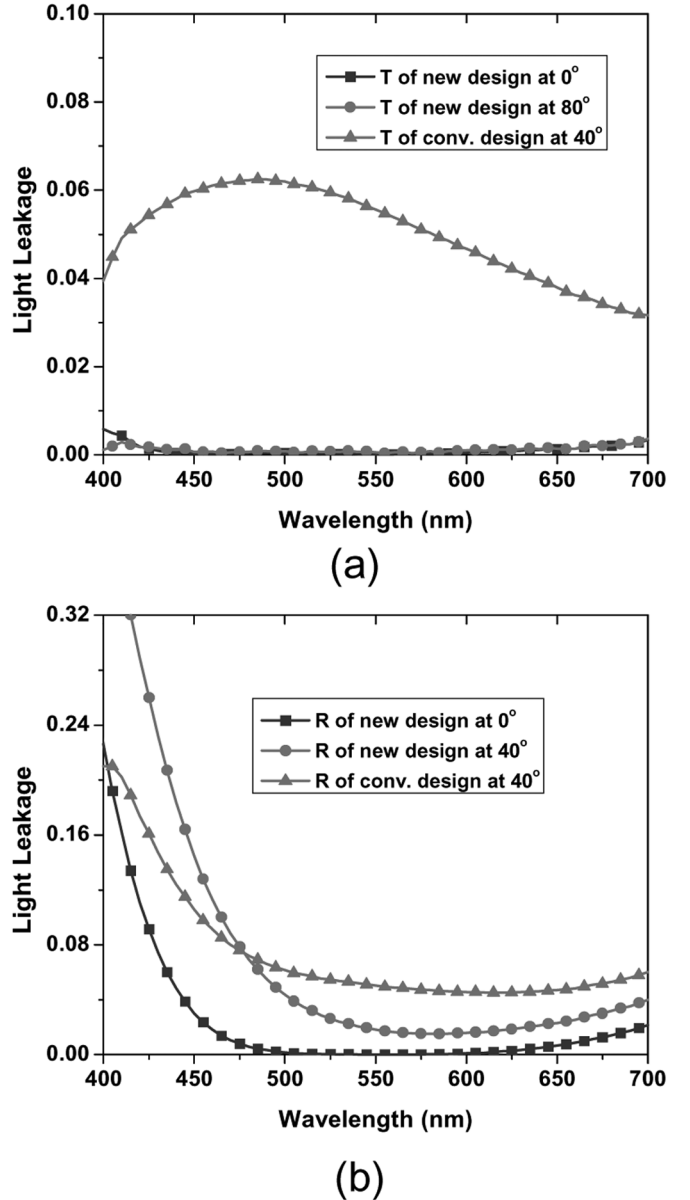 0.10
0.08
0.06
0.04
0.02
0.00
Light Leakage
T of new design at 0°
T of new design at 80°
T of conv. design at 40°
400 450 500 550 600 650 700
Wavelength (nm)
(a)
0.32
0.24
0.16
0.08
0.00
Light Leakage
R of new design at 0°
R of new design at 40°
R of conv. design at 40°
400 450 500 550 600 650 700
Wavelength (nm)
(b)